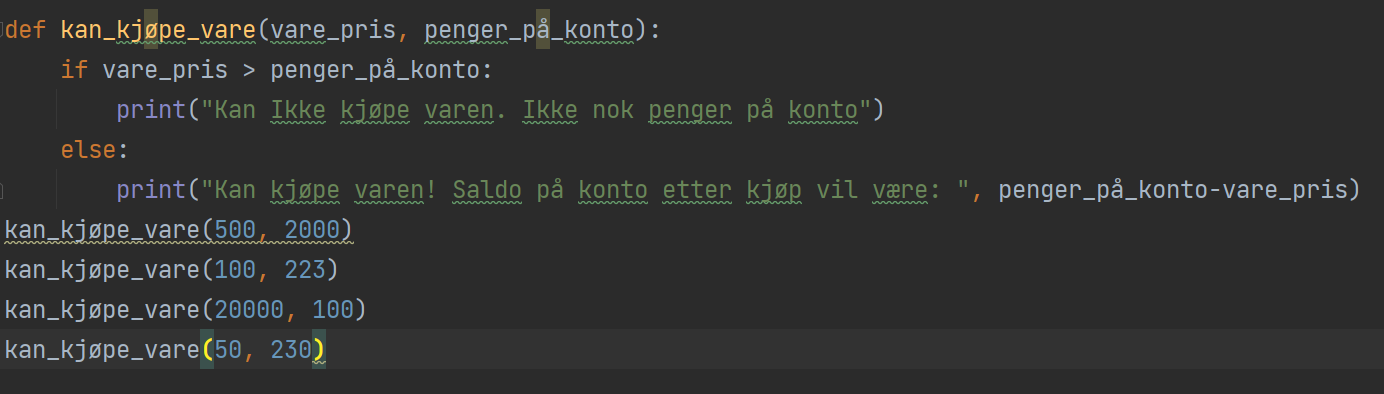 def kan_kjøpe_vare(vare_pris, penger_på_konto):
    if vare_pris > penger_på_konto:
        print("Kan Ikke kjøpe varen. Ikke nok penger på konto")
    else:
        print("Kan kjøpe varen! Saldo på konto etter kjøp vil være: ", penger_på_konto-vare_pris)
kan_kjøpe_vare(500, 2000)
kan_kjøpe_vare(100, 223)
kan_kjøpe_vare(20000, 100)
kan_kjøpe_vare(50, 230)